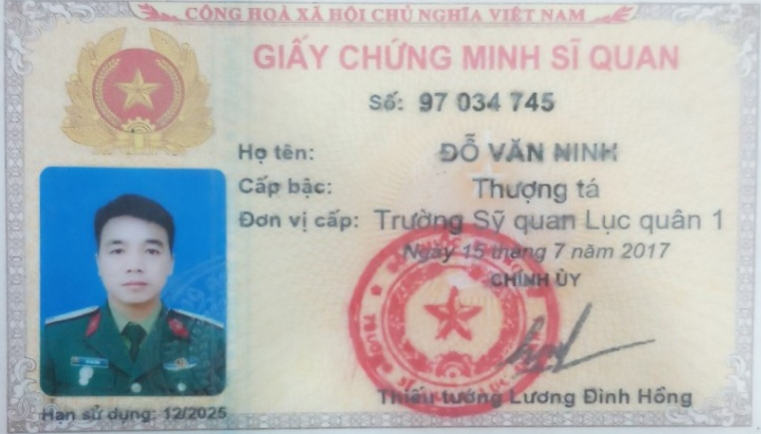 CỘNG HOÀ XÃ HỘI CHỦ NGHĨA VIỆT NAM
GIẤY CHỨNG MINH SĨ QUAN
Số: 97 034 745
Họ tên: ĐỖ VĂN NINH
Cấp bậc: Thượng tá
Đơn vị cấp: Trường Sỹ quan Lục quân 1
Ngày 15 tháng 7 năm 2017
CHÍNH ỦY
Thiếu tướng Lương Đình Hồng
Hạn sử dụng: 12/2025